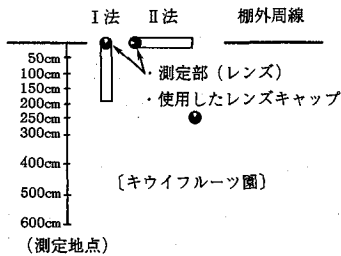 Ⅰ法 Ⅱ法 棚外周線
50cm
100cm
150cm
200cm
250cm
300cm
400cm
500cm
600cm
・測定部（レンズ）
・使用したレンズキャップ
〔キウイフルーツ園〕
（測定地点）